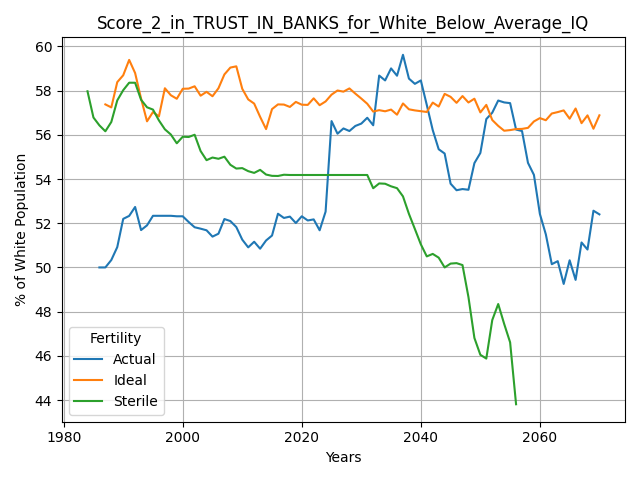 Score_2_in_TRUST_IN_BANKS_for_White_Below_Average_IQ
% of White Population
60
58
56
54
52
50
48
46
44
Fertility
Actual
Ideal
Sterile
1980
2000
2020
2040
2060
Years